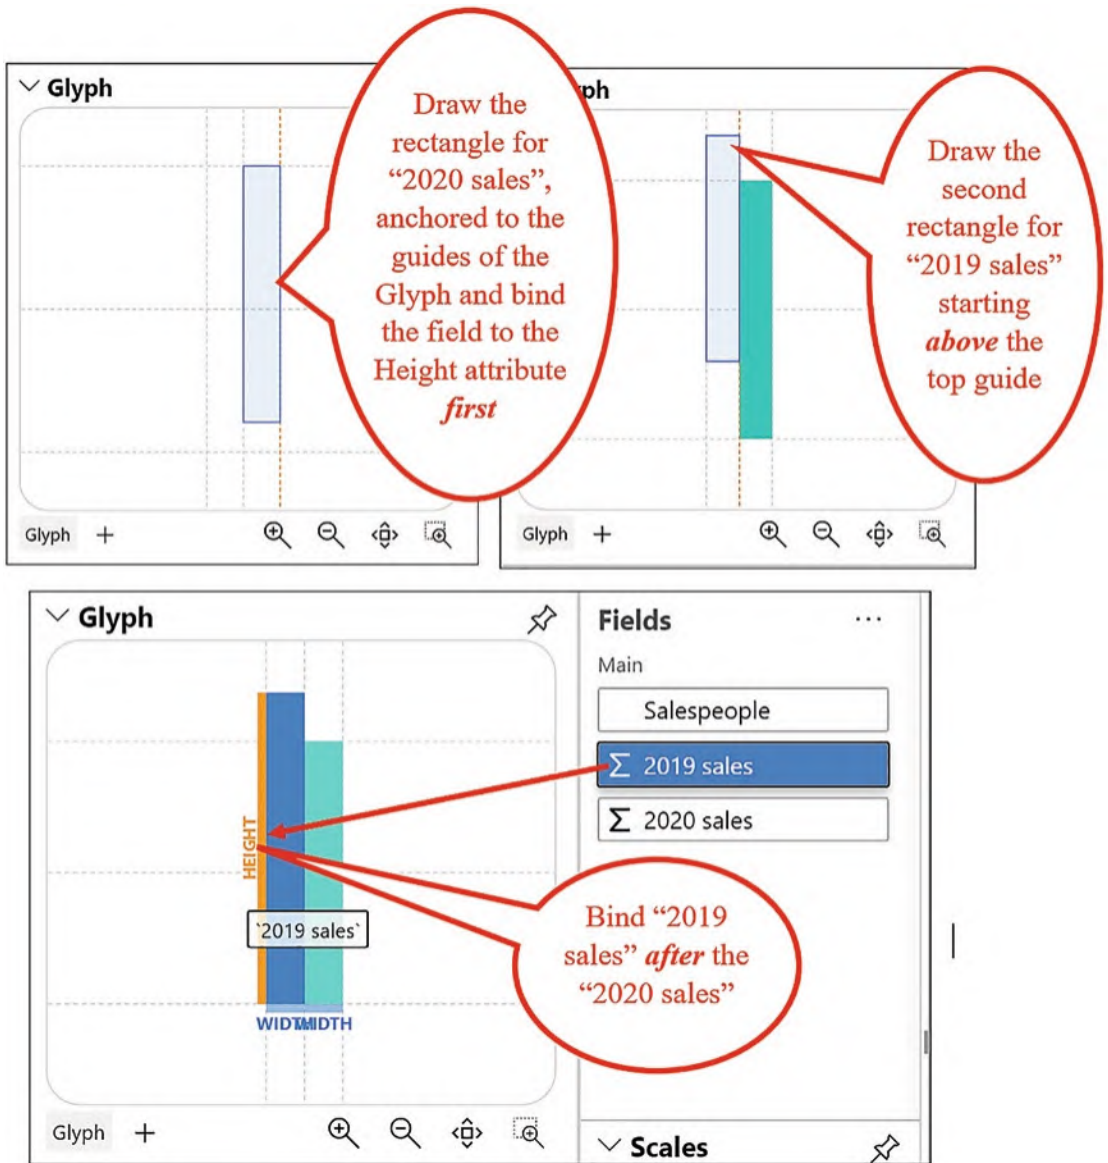 Glyph
Draw the
rectangle for
“2020 sales”,
anchored to the
guides of the
Glyph and bind
the field to the
Height attribute
first
Glyph +
ph
Draw the
second
rectangle for
“2019 sales”
starting
above the
top guide
Glyph +
Glyph
HEIGHT
`2019 sales`
WIDTH
WIDTH
Glyph +
Fields
...
Main
Salespeople
Σ 2019 sales
Σ 2020 sales
Bind “2019
sales” after the
“2020 sales”
Scales